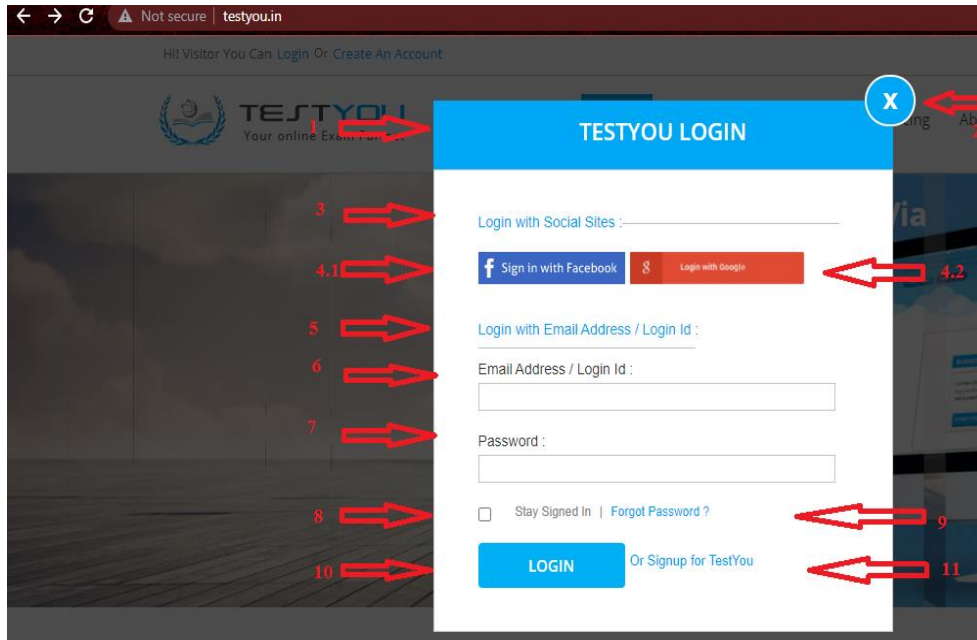 Not secure | testyou.in
Hi! Visitor You Can Login Or Create An Account
TESTYOU
Your online Exam
X
1
TESTYOU LOGIN
3
Login with Social Sites :
via
4.1
f Sign in with Facebook
8 Login with Google
4.2
5
Login with Email Address / Login Id :
6
Email Address / Login Id :
7
Password :
8
Stay Signed In | Forgot Password ?
9
10
LOGIN
Or Signup for TestYou
11